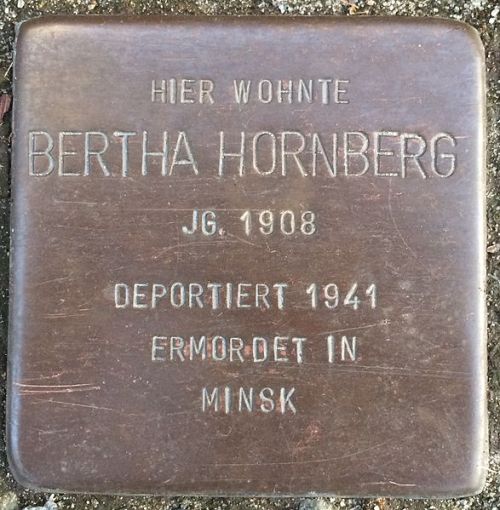 HIER WOHNTE
BERTHA HORNBERG
JG. 1908
DEPORTIERT 1941
ERMORDET IN
MINSK